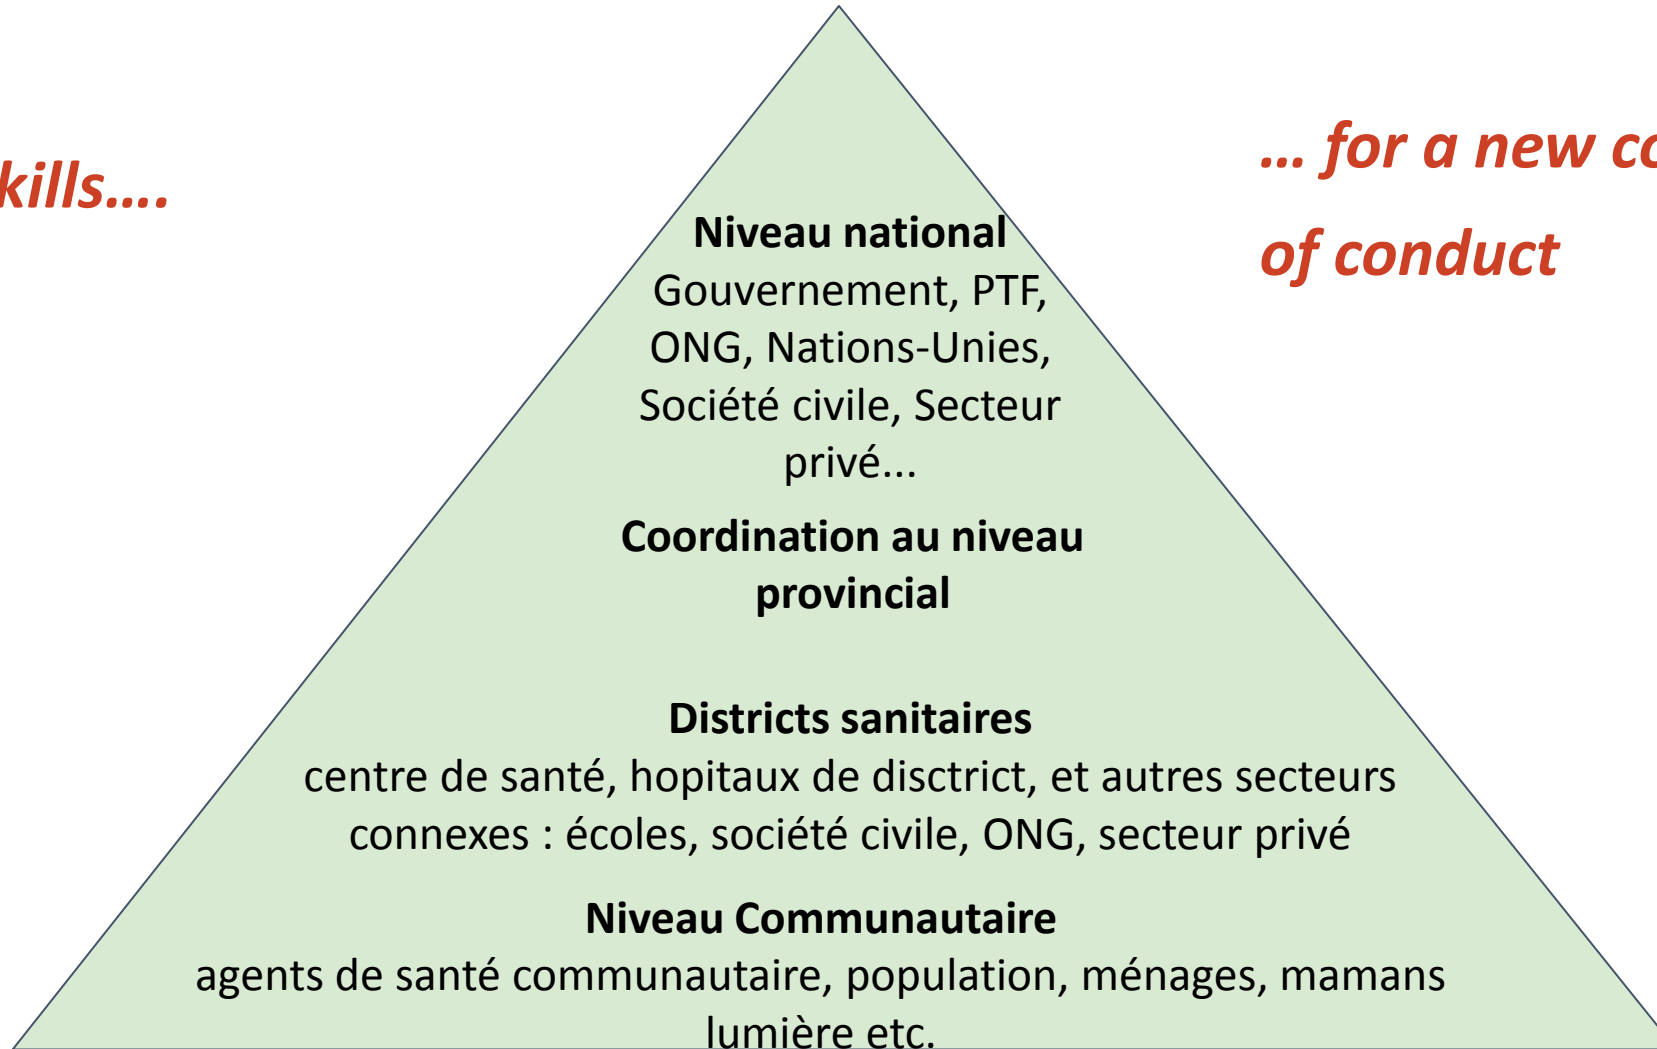 kills....
... for a new co
of conduct
Niveau national
Gouvernement, PTF,
ONG, Nations-Unies,
Société civile, Secteur
privé...
Coordination au niveau
provincial
Districts sanitaires
centre de santé, hopitaux de disctrict, et autres secteurs
connexes : écoles, société civile, ONG, secteur privé
Niveau Communautaire
agents de santé communautaire, population, ménages, mamans
lumière etc.